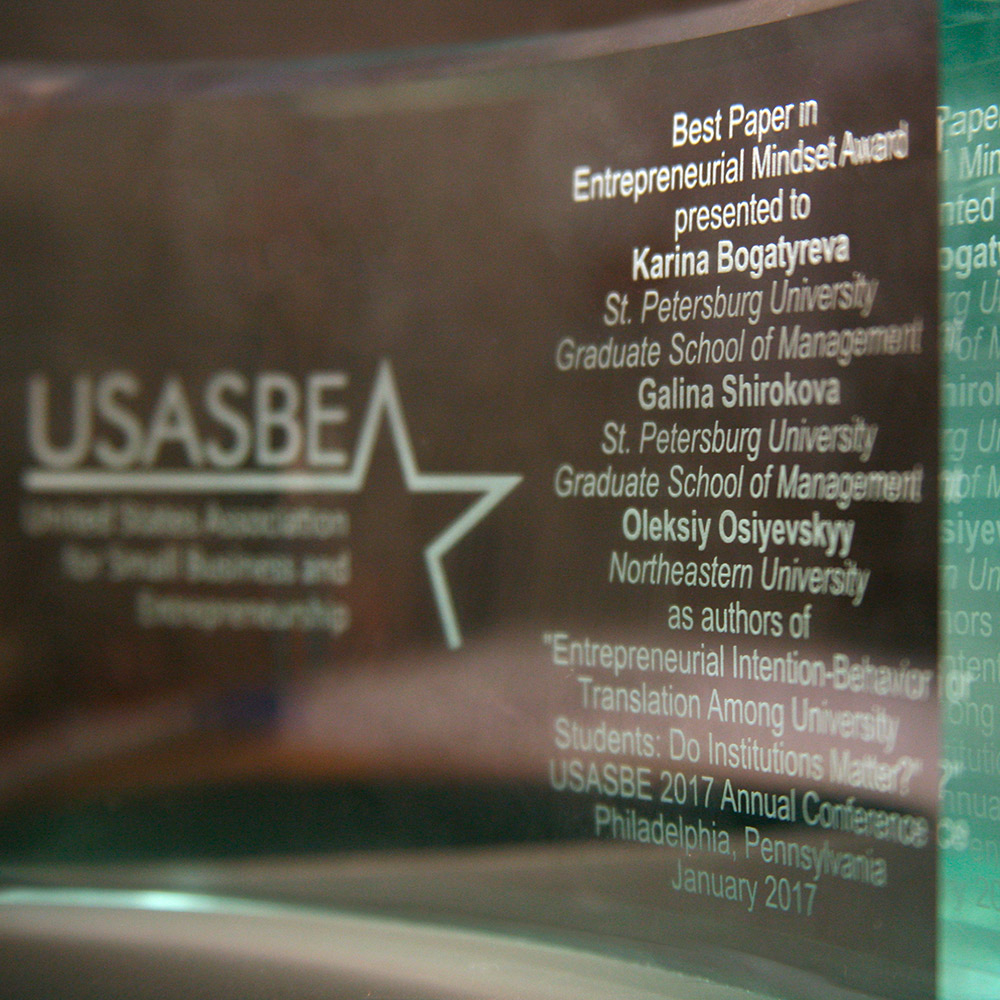 USASBE
United States Association
for Small Business and
Entrepreneurship
Best Paper in
Entrepreneurial Mindset Award
presented to
Karina Bogatyreva
St. Petersburg University
Graduate School of Management
Galina Shirokova
St. Petersburg University
Graduate School of Management
Oleksiy Osiyevskyy
Northeastern University
as authors of
"Entrepreneurial Intention-Behavior
Translation Among University
Students: Do Institutions Matter?"
USASBE 2017 Annual Conference
Philadelphia, Pennsylvania
January 2017